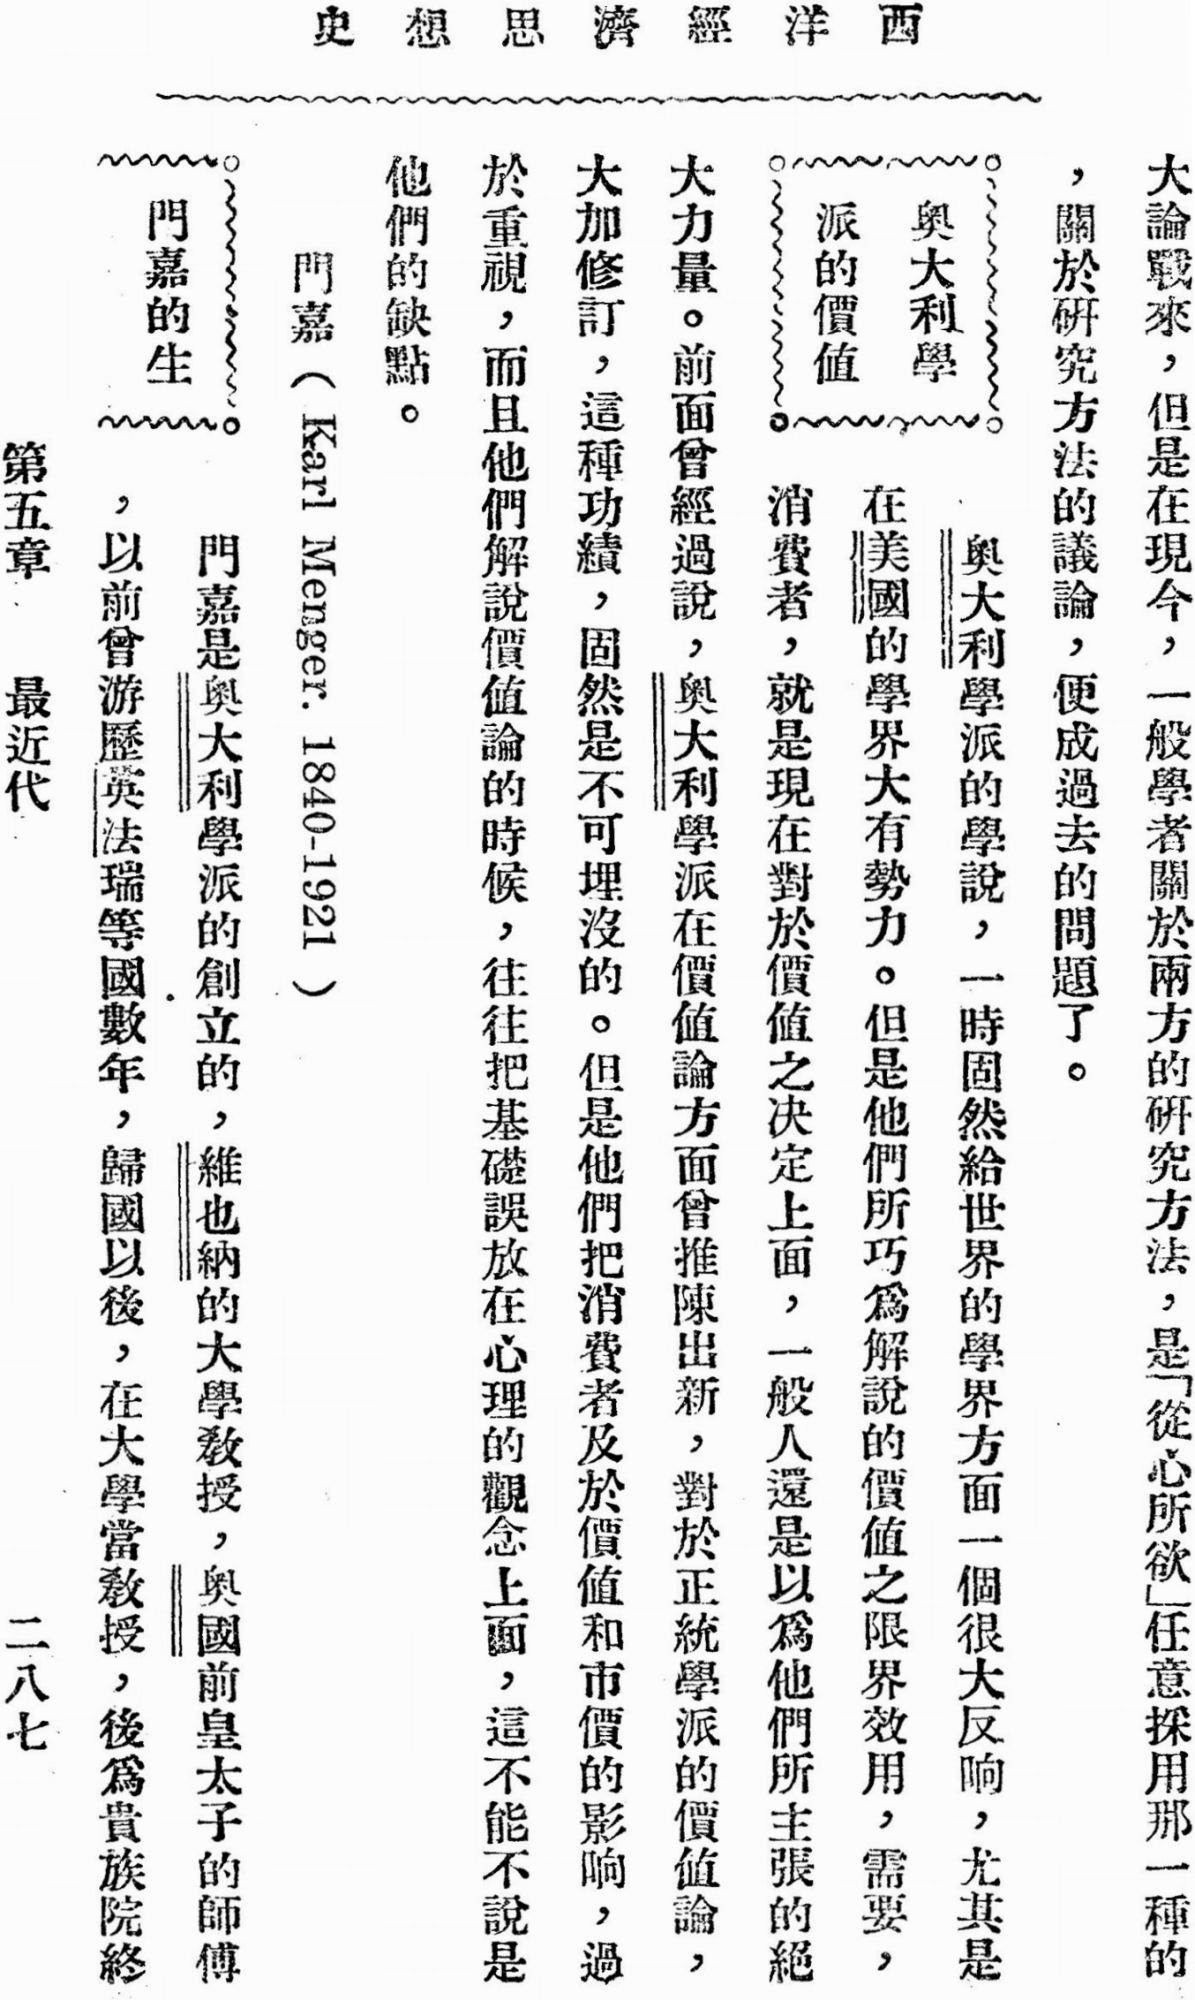 西洋經濟思想史
大論戰來，但是在現今，一般學者關於兩方的研究方法，是「從心所欲」任意採用那一種的
，關於研究方法的議論，便成過去的問題了。
奧大利學
派的價值
奧大利學派的學說，一時固然給世界的學界方面一個很大反响，尤其是
在美國的學界大有勢力。但是他們所巧爲解說的價值之限界效用，需要，
消費者，就是現在對於價值之决定上面，一般人還是以爲他們所主張的絕
大力量。前面曾經過說，奧大利學派在價值論方面曾推陳出新，對於正統學派的價值論，
大加修訂，這種功績，固然是不可埋沒的。但是他們把消費者及於價值和市價的影响，過
於重視，而且他們解說價值論的時候，往往把基礎誤放在心理的觀念上面，這不能不說是
他們的缺點。
門嘉（Karl Menger. 1840-1921）
門嘉的生
門嘉是奧大利學派的創立的，維也納的大學教授，奧國前皇太子的師傅
，以前曾游歷英法瑞等國數年，歸國以後，在大學當教授，後爲貴族院終
第五章　最近代　二八七